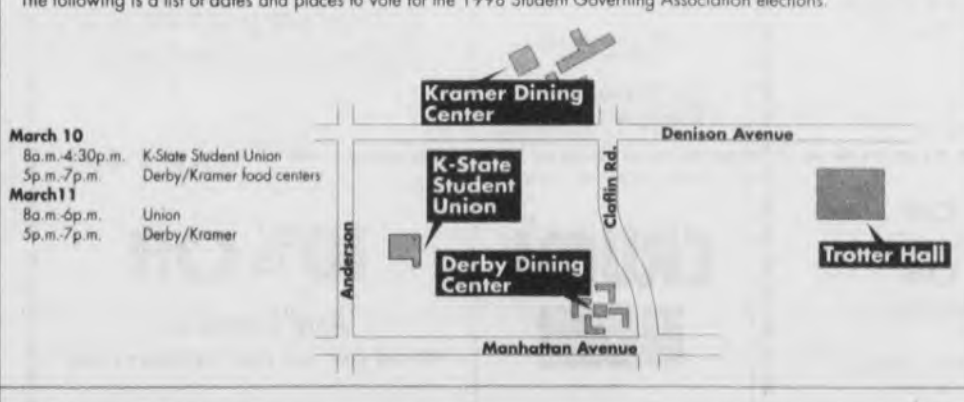 The following is a list of dates and places to vote for the 1998 Student Governing Association elections.
Kramer Dining
Center
Denison Avenue
March 10
8a.m.-4:30p.m. K-State Student Union
5p.m.-7p.m. Derby/Kramer food centers
March11
8a.m.-6p.m. Union
5p.m.-7p.m. Derby/Kramer
K-State
Student
Union
Claflin Rd.
Anderson
Trotter Hall
Derby Dining
Center
Manhattan Avenue